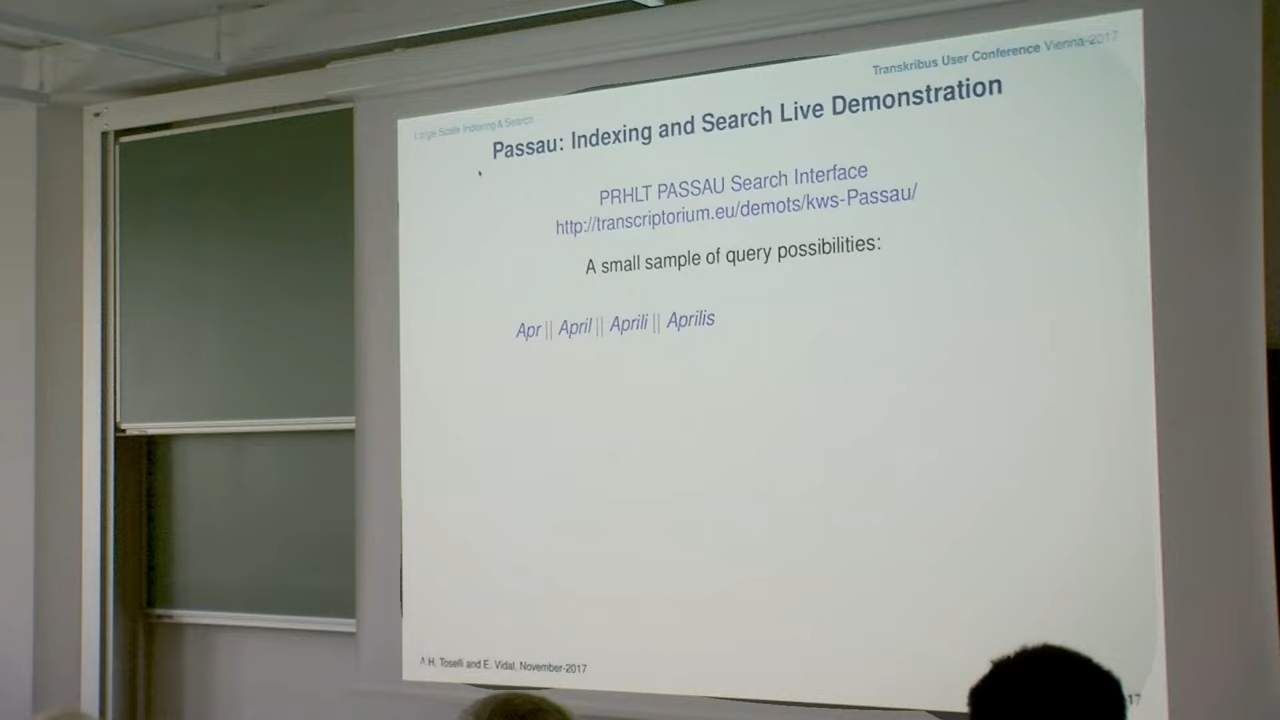 Transkribus User Conference Vienna-2017
Large Scale Indexing & Search
Passau: Indexing and Search Live Demonstration
PRHLT PASSAU Search Interface
http://transcriptorium.eu/demots/kws-Passau/
A small sample of query possibilities:
Apr || April || Aprili || Aprilis
A.H. Toselli and E. Vidal, November-2017
17